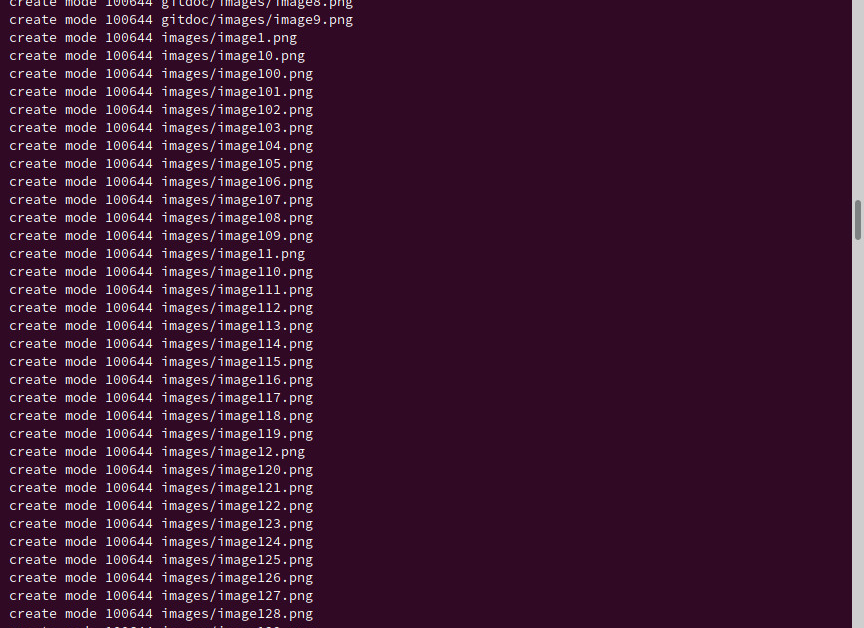 create mode 100644 gitdoc/images/image8.png
create mode 100644 gitdoc/images/image9.png
create mode 100644 images/image1.png
create mode 100644 images/image10.png
create mode 100644 images/image100.png
create mode 100644 images/image101.png
create mode 100644 images/image102.png
create mode 100644 images/image103.png
create mode 100644 images/image104.png
create mode 100644 images/image105.png
create mode 100644 images/image106.png
create mode 100644 images/image107.png
create mode 100644 images/image108.png
create mode 100644 images/image109.png
create mode 100644 images/image11.png
create mode 100644 images/image110.png
create mode 100644 images/image111.png
create mode 100644 images/image112.png
create mode 100644 images/image113.png
create mode 100644 images/image114.png
create mode 100644 images/image115.png
create mode 100644 images/image116.png
create mode 100644 images/image117.png
create mode 100644 images/image118.png
create mode 100644 images/image119.png
create mode 100644 images/image12.png
create mode 100644 images/image120.png
create mode 100644 images/image121.png
create mode 100644 images/image122.png
create mode 100644 images/image123.png
create mode 100644 images/image124.png
create mode 100644 images/image125.png
create mode 100644 images/image126.png
create mode 100644 images/image127.png
create mode 100644 images/image128.png